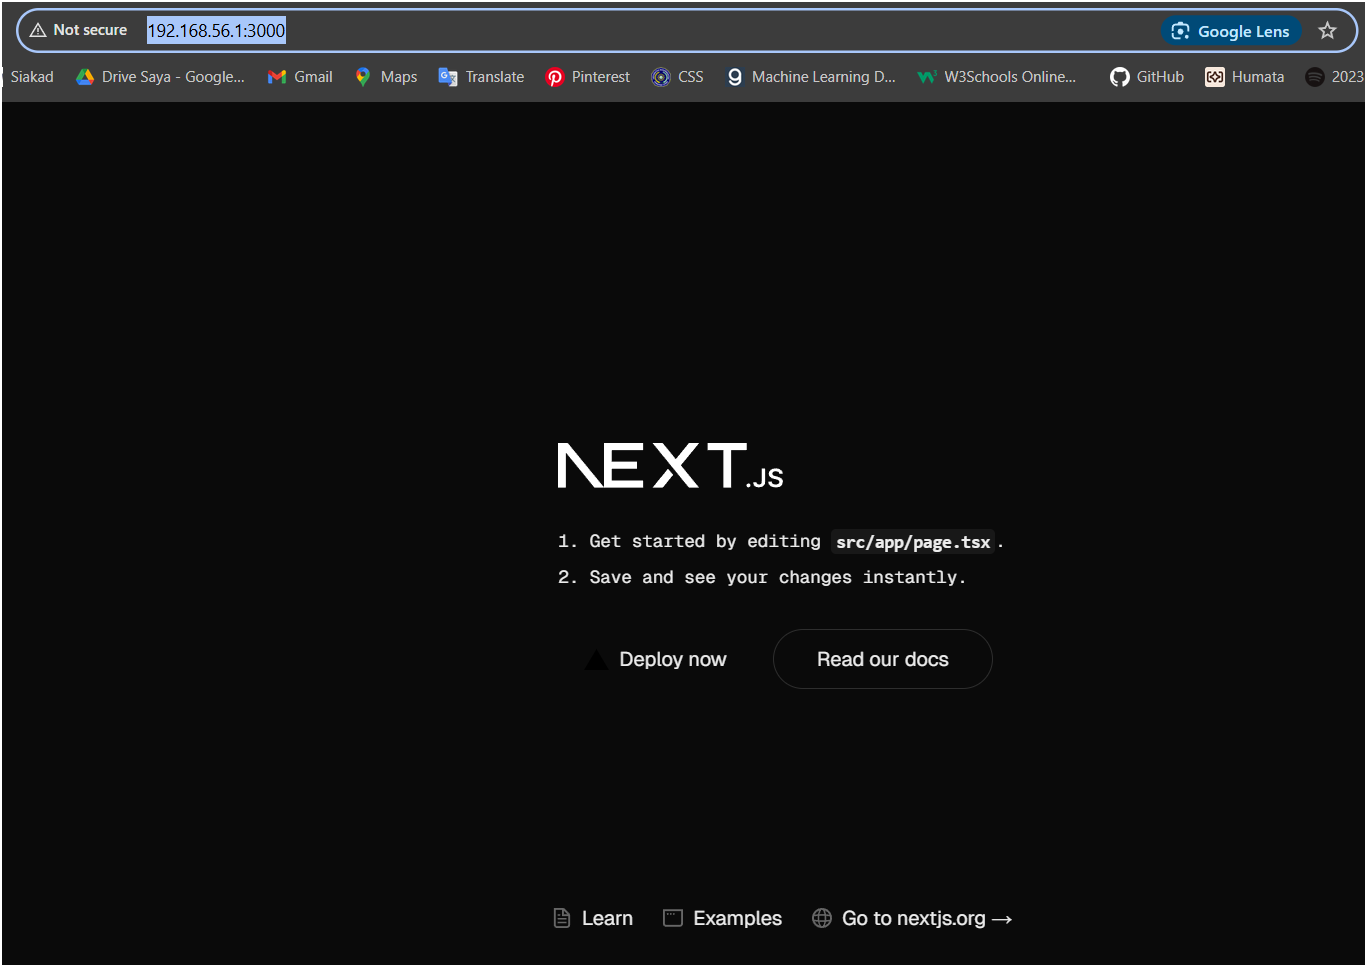 Not secure 192.168.56.1:3000 Google Lens
Siakad Drive Saya - Google... Gmail Maps Translate Pinterest CSS Machine Learning D... W3Schools Online... GitHub Humata 2023
NEXT.JS
1. Get started by editing src/app/page.tsx.
2. Save and see your changes instantly.
Deploy now Read our docs
Learn Examples Go to nextjs.org →